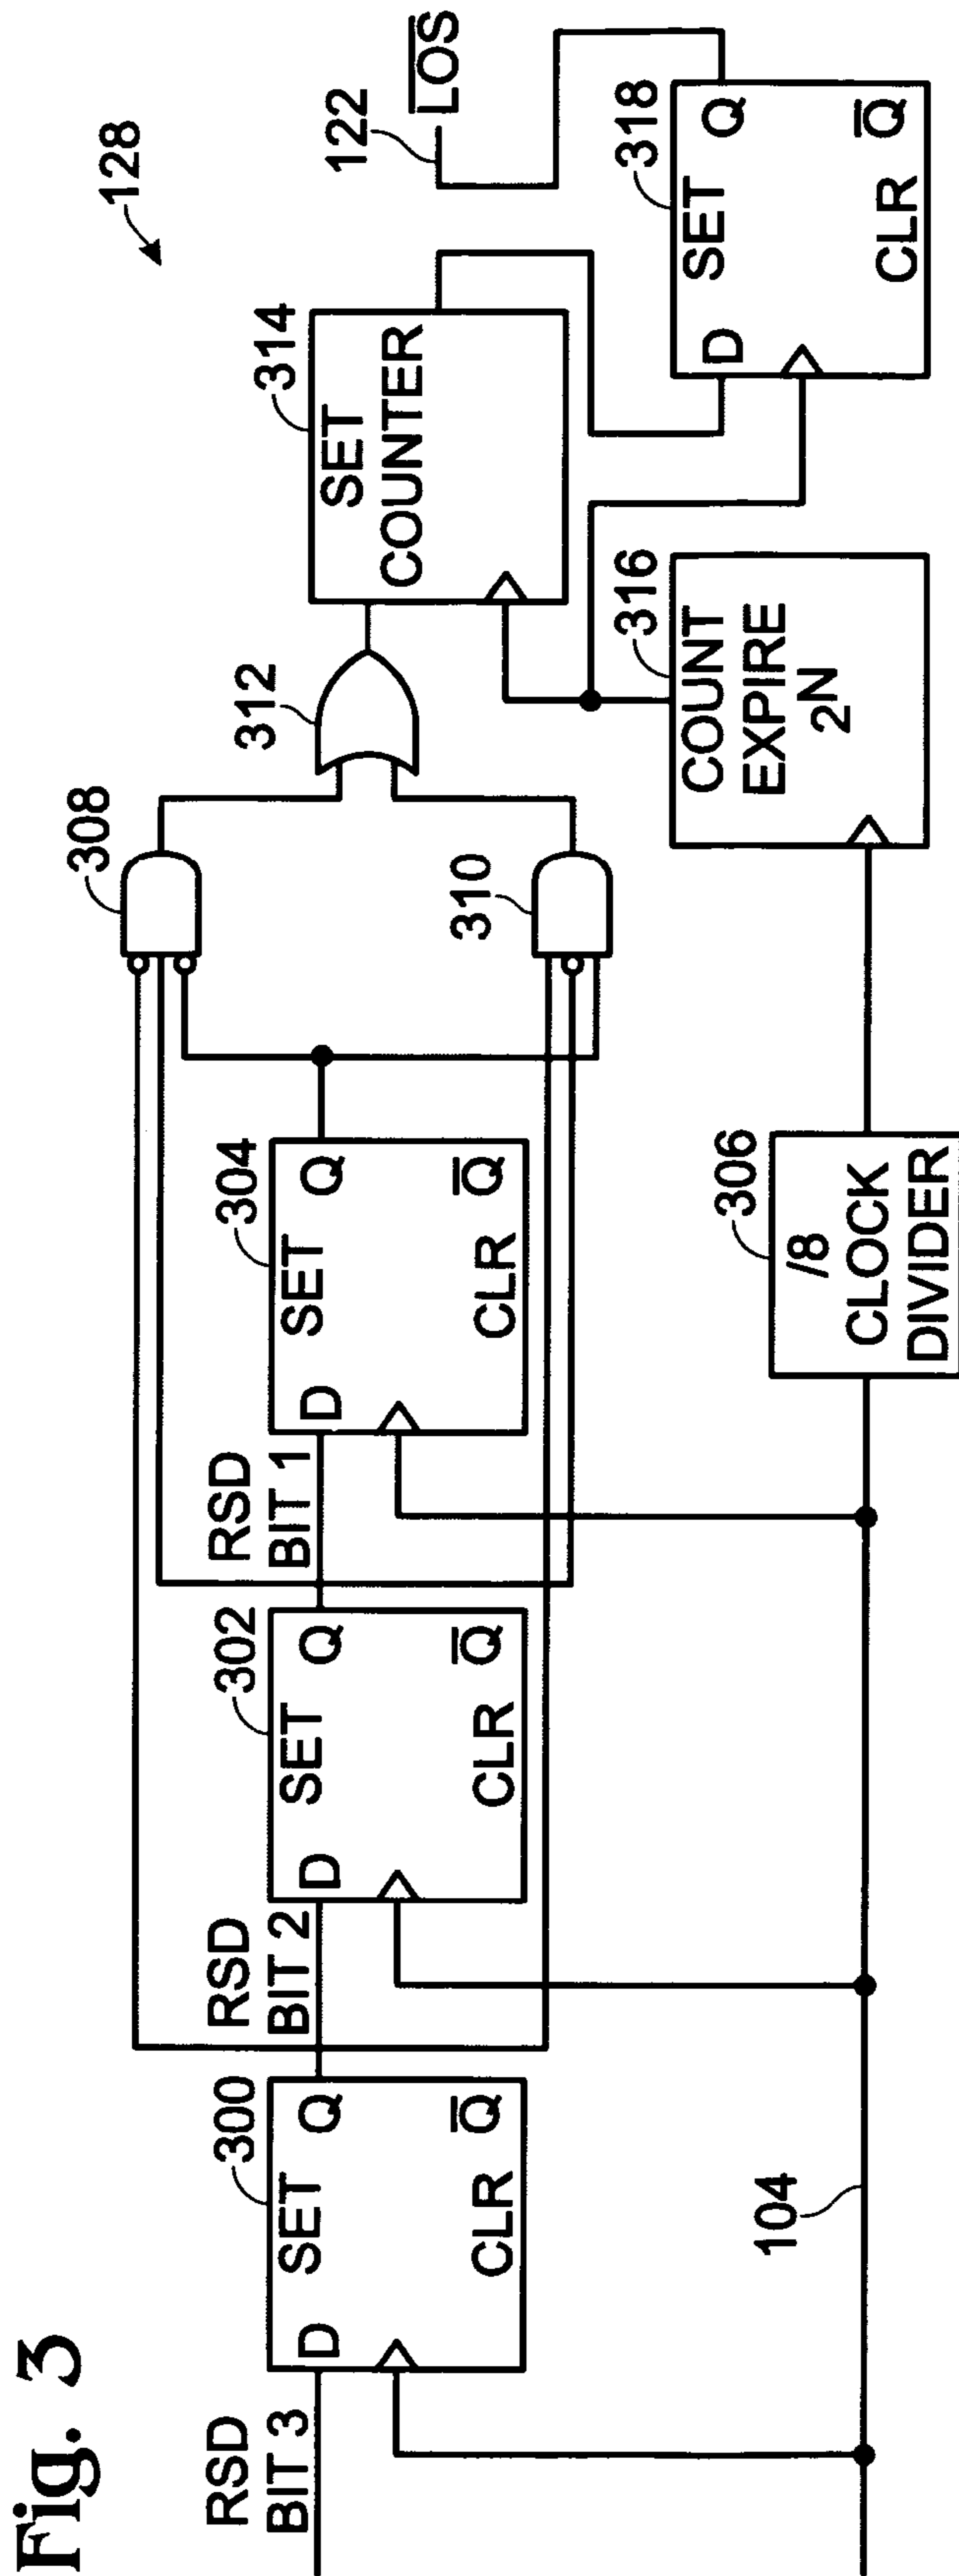 Fig. 3
128
RSD
BIT 3
300
SET
D
Q
Q̅
CLR
RSD
BIT 2
302
SET
D
Q
Q̅
CLR
RSD
BIT 1
304
SET
D
Q
Q̅
CLR
308
310
312
314
SET
COUNTER
122
L̅O̅S̅
104
306
/8
CLOCK
DIVIDER
316
COUNT
EXPIRE
2N
318
SET
D
Q
Q̅
CLR